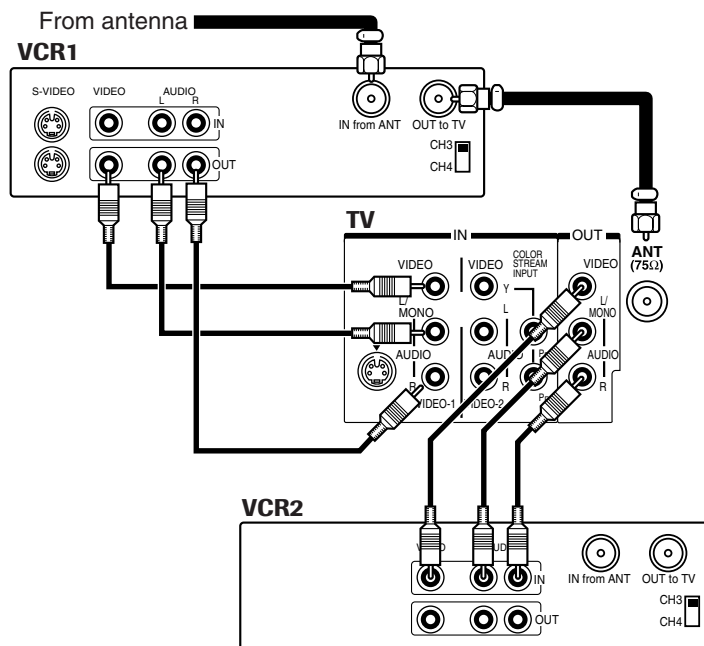 From antenna
VCR1
S-VIDEO VIDEO AUDIO
L R
IN
OUT
IN from ANT OUT to TV
CH3
CH4
TV
IN OUT
ANT
(75Ω)
VIDEO VIDEO COLOR
STREAM
INPUT
VIDEO
Y
L/
MONO
L
L/
MONO
AUDIO AUDIO AUDIO
R R R
VIDEO-1
VCR2
IN
OUT
IN from ANT OUT to TV
CH3
CH4